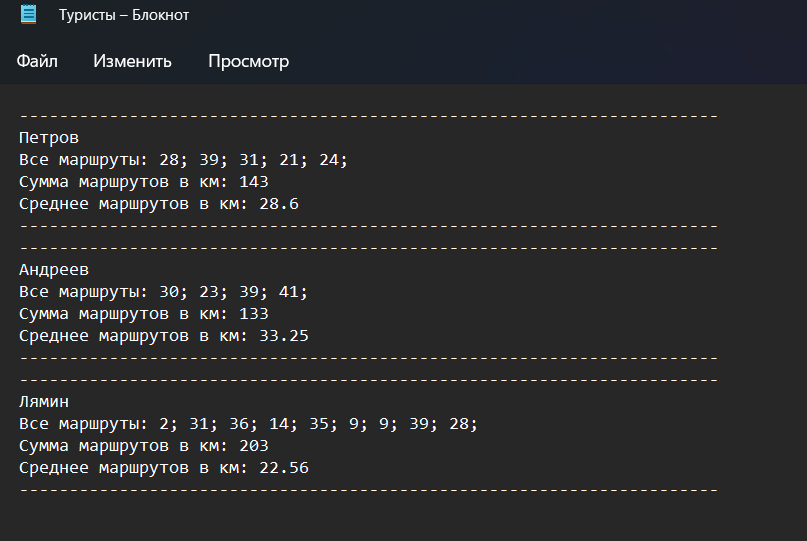 Туристы – Блокнот
Файл Изменить Просмотр
----------------------------------------------------------------------
Петров
Все маршруты: 28; 39; 31; 21; 24;
Сумма маршрутов в км: 143
Среднее маршрутов в км: 28.6
----------------------------------------------------------------------
----------------------------------------------------------------------
Андреев
Все маршруты: 30; 23; 39; 41;
Сумма маршрутов в км: 133
Среднее маршрутов в км: 33.25
----------------------------------------------------------------------
----------------------------------------------------------------------
Лямин
Все маршруты: 2; 31; 36; 14; 35; 9; 9; 39; 28;
Сумма маршрутов в км: 203
Среднее маршрутов в км: 22.56
----------------------------------------------------------------------